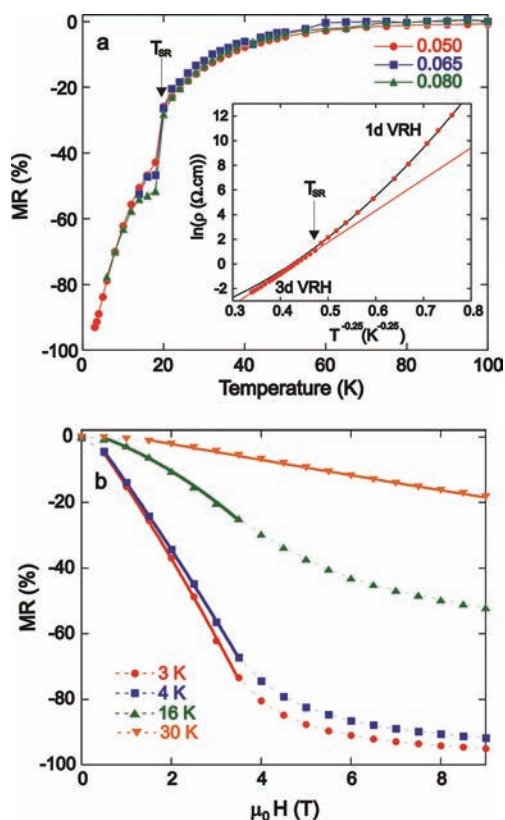 a
0
-20
-40
-60
-80
-100
MR (%)
T_SR
0.050
0.065
0.080
12
10
8
6
4
2
0
-2
ln(ρ (Ω.cm))
1d VRH
T_SR
3d VRH
0.3 0.4 0.5 0.6 0.7 0.8
T^-0.25(K^-0.25)
0 20 40 60 80 100
Temperature (K)
b
0
-20
-40
-60
-80
-100
MR (%)
3 K
4 K
16 K
30 K
0 2 4 6 8
μ₀ H (T)